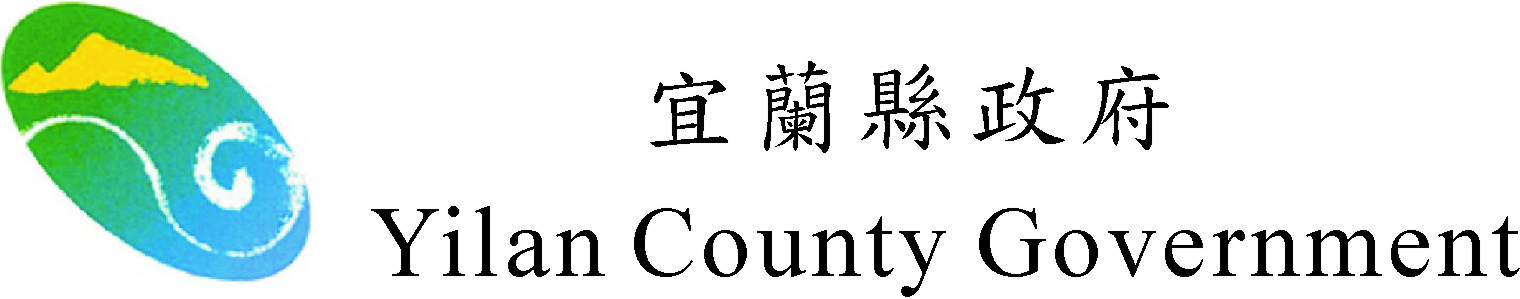 宜蘭縣政府
Yilan County Government